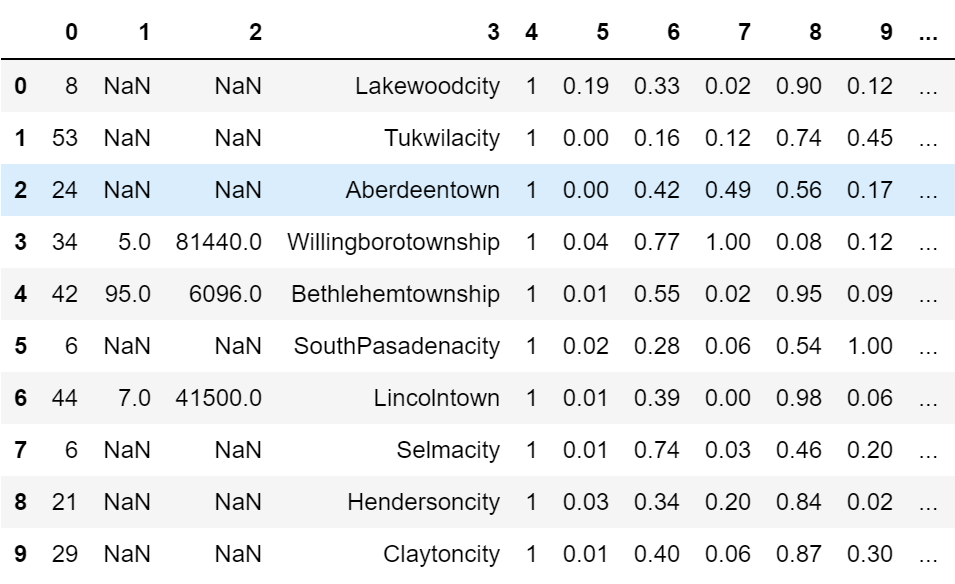 0 1 2 3 4 5 6 7 8 9 ...
0 8 NaN NaN Lakewoodcity 1 0.19 0.33 0.02 0.90 0.12 ...
1 53 NaN NaN Tukwilacity 1 0.00 0.16 0.12 0.74 0.45 ...
2 24 NaN NaN Aberdeentown 1 0.00 0.42 0.49 0.56 0.17 ...
3 34 5.0 81440.0 Willingborotownship 1 0.04 0.77 1.00 0.08 0.12 ...
4 42 95.0 6096.0 Bethlehemtownship 1 0.01 0.55 0.02 0.95 0.09 ...
5 6 NaN NaN SouthPasadenacity 1 0.02 0.28 0.06 0.54 1.00 ...
6 44 7.0 41500.0 Lincolntown 1 0.01 0.39 0.00 0.98 0.06 ...
7 6 NaN NaN Selmacity 1 0.01 0.74 0.03 0.46 0.20 ...
8 21 NaN NaN Hendersoncity 1 0.03 0.34 0.20 0.84 0.02 ...
9 29 NaN NaN Claytoncity 1 0.01 0.40 0.06 0.87 0.30 ...